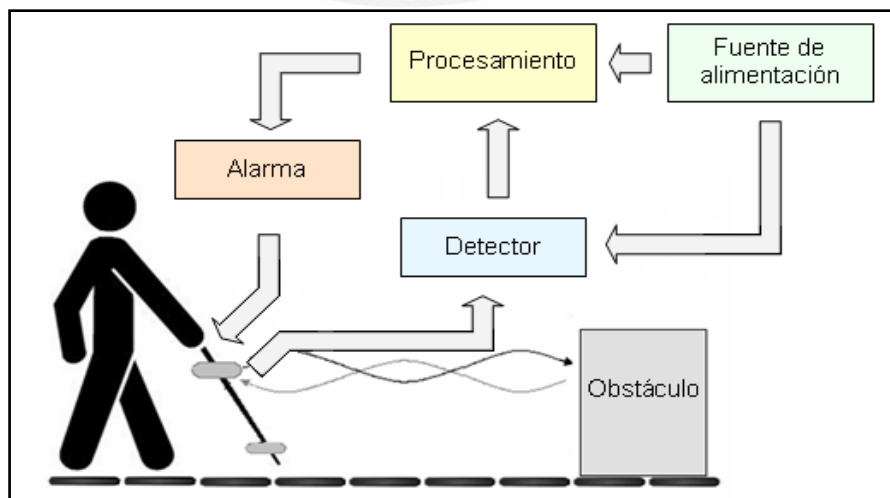 Procesamiento
Fuente de
alimentación
Alarma
Detector
Obstáculo